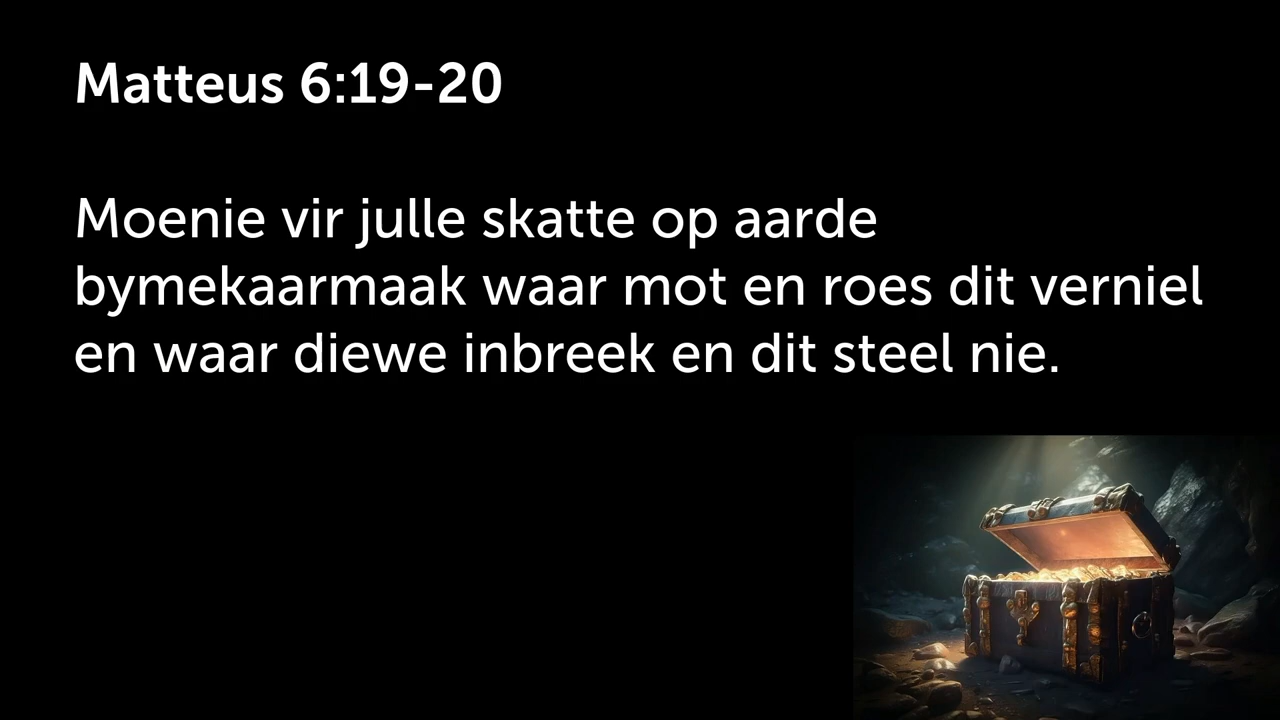 Matteus 6:19-20
Moenie vir julle skatte op aarde
bymekaarmaak waar mot en roes dit verniel
en waar diewe inbreek en dit steel nie.